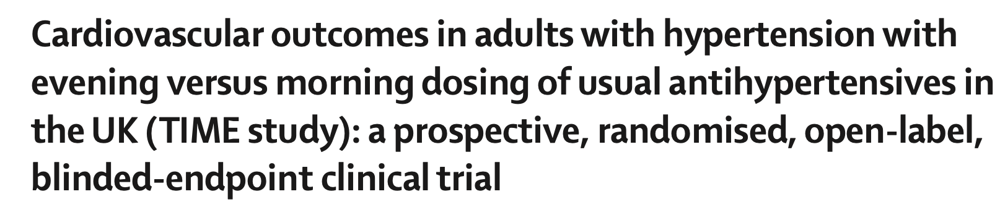 Cardiovascular outcomes in adults with hypertension with
evening versus morning dosing of usual antihypertensives in
the UK (TIME study): a prospective, randomised, open-label,
blinded-endpoint clinical trial